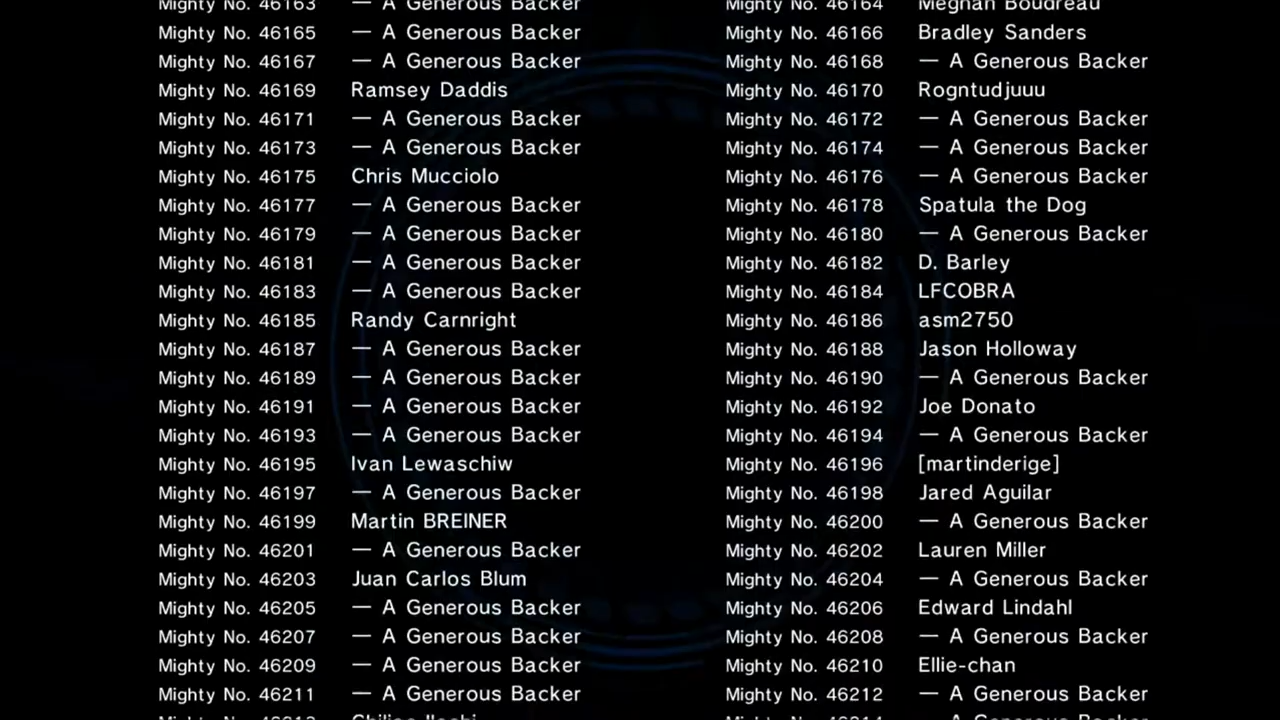 Mighty No. 46163 — A Generous Backer Mighty No. 46164 Meghan Boudreau
Mighty No. 46165 — A Generous Backer Mighty No. 46166 Bradley Sanders
Mighty No. 46167 — A Generous Backer Mighty No. 46168 — A Generous Backer
Mighty No. 46169 Ramsey Daddis Mighty No. 46170 Rogntudjuuu
Mighty No. 46171 — A Generous Backer Mighty No. 46172 — A Generous Backer
Mighty No. 46173 — A Generous Backer Mighty No. 46174 — A Generous Backer
Mighty No. 46175 Chris Mucciolo Mighty No. 46176 — A Generous Backer
Mighty No. 46177 — A Generous Backer Mighty No. 46178 Spatula the Dog
Mighty No. 46179 — A Generous Backer Mighty No. 46180 — A Generous Backer
Mighty No. 46181 — A Generous Backer Mighty No. 46182 D. Barley
Mighty No. 46183 — A Generous Backer Mighty No. 46184 LFCOBRA
Mighty No. 46185 Randy Carnright Mighty No. 46186 asm2750
Mighty No. 46187 — A Generous Backer Mighty No. 46188 Jason Holloway
Mighty No. 46189 — A Generous Backer Mighty No. 46190 — A Generous Backer
Mighty No. 46191 — A Generous Backer Mighty No. 46192 Joe Donato
Mighty No. 46193 — A Generous Backer Mighty No. 46194 — A Generous Backer
Mighty No. 46195 Ivan Lewaschiw Mighty No. 46196 [martinderige]
Mighty No. 46197 — A Generous Backer Mighty No. 46198 Jared Aguilar
Mighty No. 46199 Martin BREINER Mighty No. 46200 — A Generous Backer
Mighty No. 46201 — A Generous Backer Mighty No. 46202 Lauren Miller
Mighty No. 46203 Juan Carlos Blum Mighty No. 46204 — A Generous Backer
Mighty No. 46205 — A Generous Backer Mighty No. 46206 Edward Lindahl
Mighty No. 46207 — A Generous Backer Mighty No. 46208 — A Generous Backer
Mighty No. 46209 — A Generous Backer Mighty No. 46210 Ellie-chan
Mighty No. 46211 — A Generous Backer Mighty No. 46212 — A Generous Backer